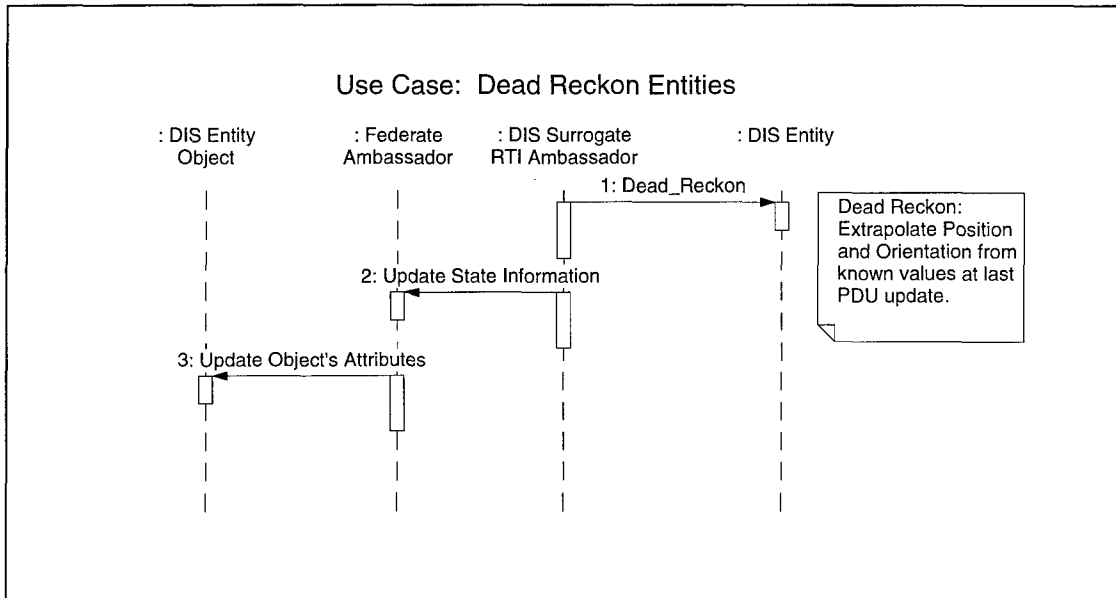 Use Case: Dead Reckon Entities
: DIS Entity
Object
: Federate
Ambassador
: DIS Surrogate
RTI Ambassador
: DIS Entity
1: Dead_Reckon
Dead Reckon:
Extrapolate Position
and Orientation from
known values at last
PDU update.
2: Update State Information
3: Update Object's Attributes